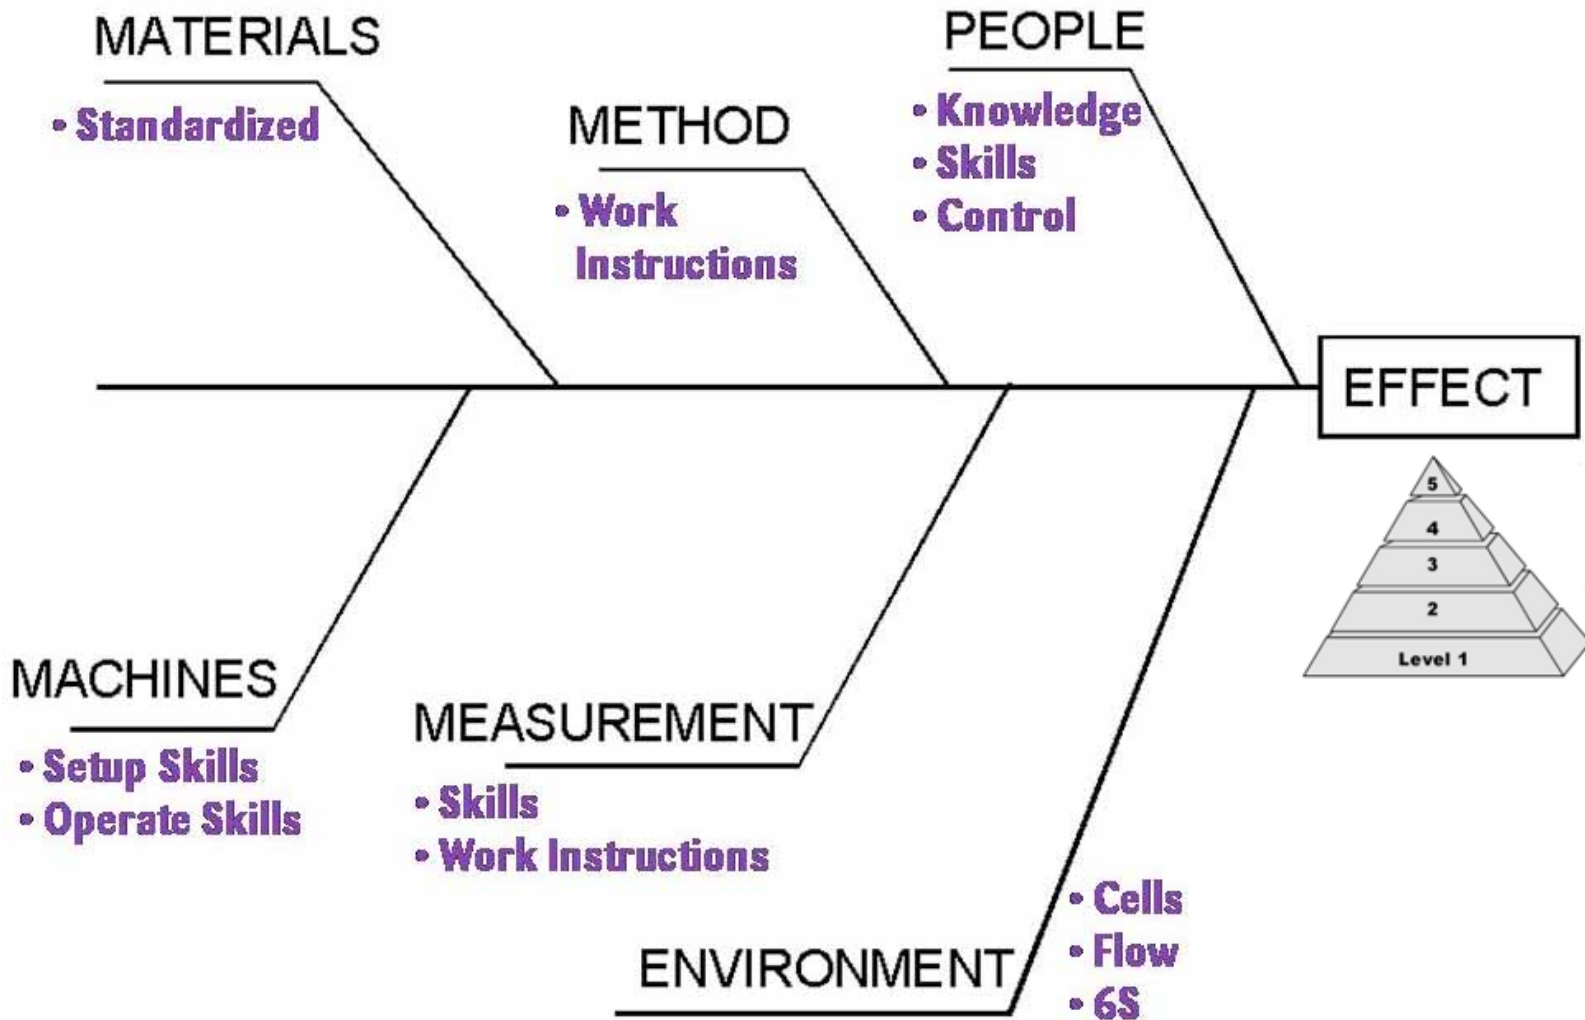 MATERIALS
• Standardized
METHOD
• Work
Instructions
PEOPLE
• Knowledge
• Skills
• Control
EFFECT
5
4
3
2
Level 1
MACHINES
• Setup Skills
• Operate Skills
MEASUREMENT
• Skills
• Work Instructions
ENVIRONMENT
• Cells
• Flow
• 6S